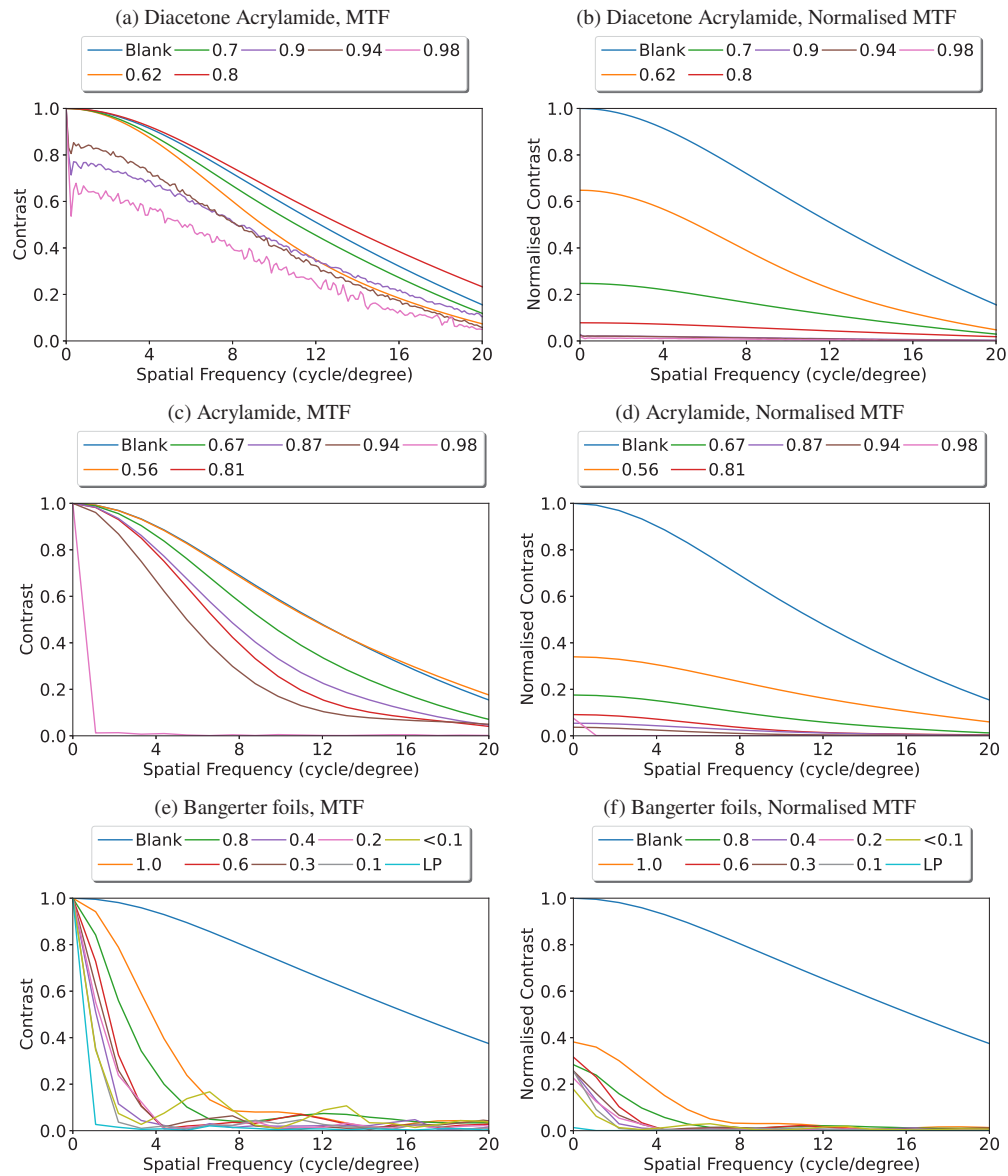 (a) Diacetone Acrylamide, MTF
Blank 0.7 0.9 0.94 0.98
0.62 0.8
1.0
0.8
0.6
0.4
0.2
0.0
Contrast
0 4 8 12 16 20
Spatial Frequency (cycle/degree)
(b) Diacetone Acrylamide, Normalised MTF
Blank 0.7 0.9 0.94 0.98
0.62 0.8
1.0
0.8
0.6
0.4
0.2
0.0
Normalised Contrast
0 4 8 12 16 20
Spatial Frequency (cycle/degree)
(c) Acrylamide, MTF
Blank 0.67 0.87 0.94 0.98
0.56 0.81
1.0
0.8
0.6
0.4
0.2
0.0
Contrast
0 4 8 12 16 20
Spatial Frequency (cycle/degree)
(d) Acrylamide, Normalised MTF
Blank 0.67 0.87 0.94 0.98
0.56 0.81
1.0
0.8
0.6
0.4
0.2
0.0
Normalised Contrast
0 4 8 12 16 20
Spatial Frequency (cycle/degree)
(e) Bangerter foils, MTF
Blank 0.8 0.4 0.2 <0.1
1.0 0.6 0.3 0.1 LP
1.0
0.8
0.6
0.4
0.2
0.0
Contrast
0 4 8 12 16 20
Spatial Frequency (cycle/degree)
(f) Bangerter foils, Normalised MTF
Blank 0.8 0.4 0.2 <0.1
1.0 0.6 0.3 0.1 LP
1.0
0.8
0.6
0.4
0.2
0.0
Normalised Contrast
0 4 8 12 16 20
Spatial Frequency (cycle/degree)